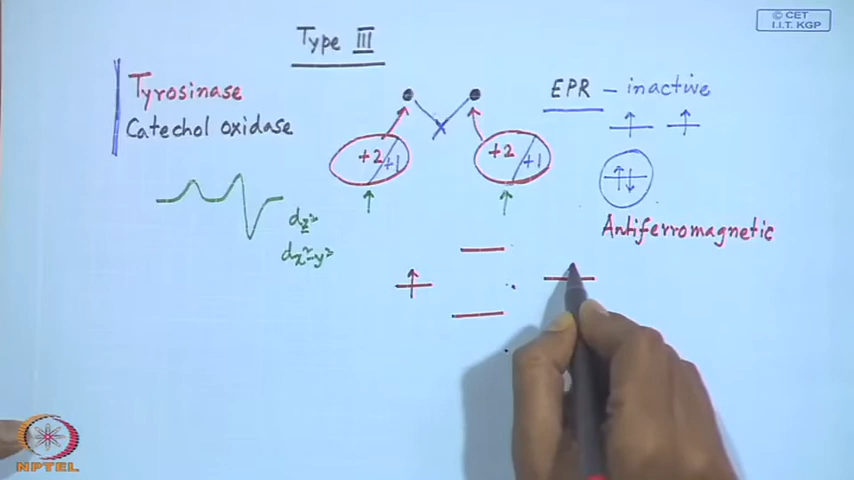 Type III
© CET
I.I.T. KGP
Tyrosinase
Catechol oxidase
EPR – inactive
+2
+1
+2
+1
dz²
dx²-y²
Antiferromagnetic
NPTEL